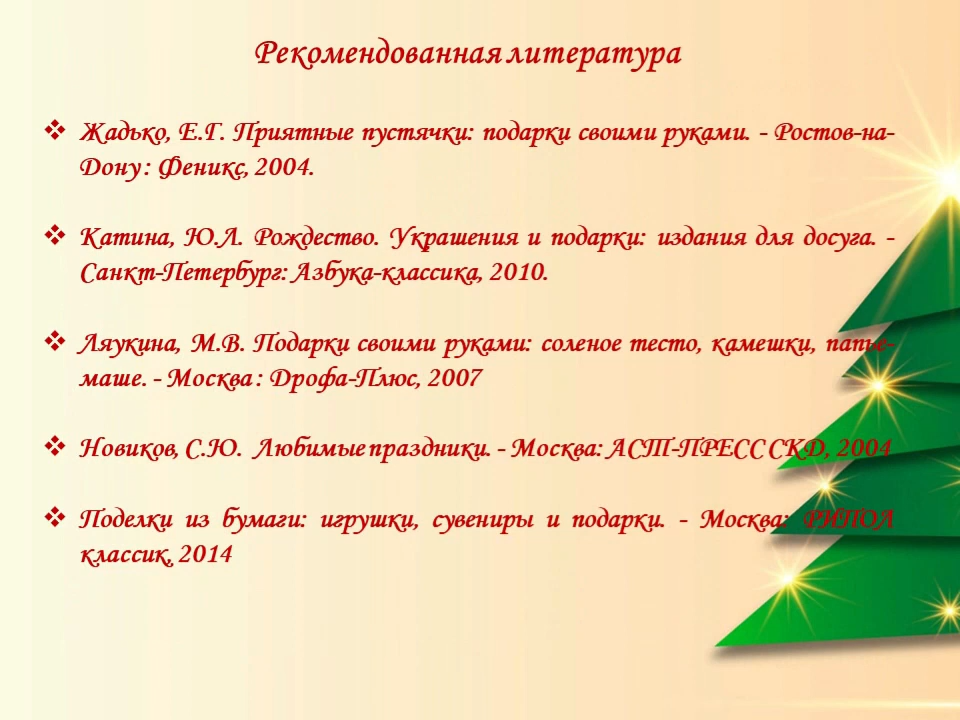 Рекомендованная литература
❖ Жадько, Е.Г. Приятные пустячки: подарки своими руками. - Ростов-на-
Дону : Феникс, 2004.
❖ Катина, Ю.Л. Рождество. Украшения и подарки: издания для досуга. -
Санкт-Петербург: Азбука-классика, 2010.
❖ Ляукина, М.В. Подарки своими руками: соленое тесто, камешки, папье-
маше. - Москва : Дрофа-Плюс, 2007
❖ Новиков, С.Ю. Любимые праздники. - Москва: АСТ-ПРЕСС СКД, 2004
❖ Поделки из бумаги: игрушки, сувениры и подарки. - Москва: РИПОЛ
классик, 2014